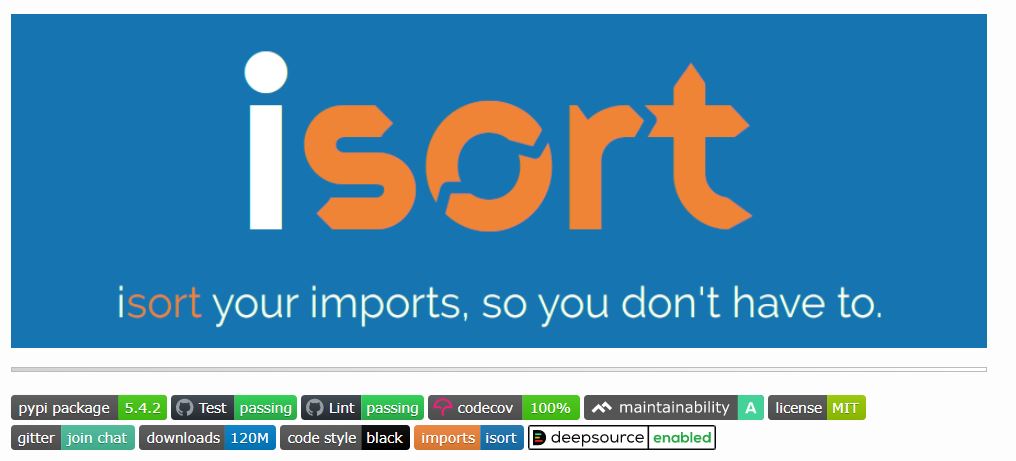 isort
isort your imports, so you don't have to.
pypi package 5.4.2 Test passing Lint passing codecov 100% maintainability A license MIT
gitter join chat downloads 120M code style black imports isort deepsource enabled